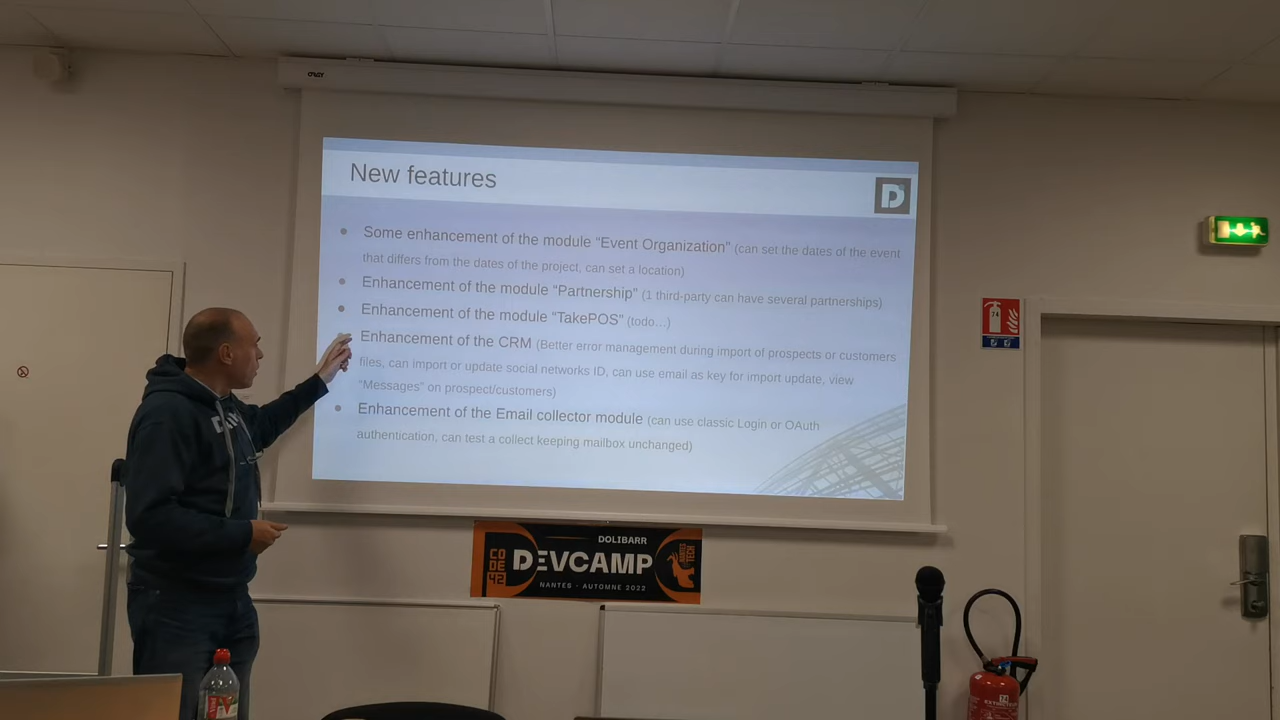 New features
D
Some enhancement of the module “Event Organization” (can set the dates of the event
that differs from the dates of the project, can set a location)
Enhancement of the module “Partnership” (1 third-party can have several partnerships)
Enhancement of the module “TakePOS” (todo…)
Enhancement of the CRM (Better error management during import of prospects or customers
files, can import or update social networks ID, can use email as key for import update, view
“Messages” on prospect/customers)
Enhancement of the Email collector module (can use classic Login or OAuth
authentication, can test a collect keeping mailbox unchanged)
74
DOLIBARR
CO
DE
42
DEVCAMP
NANTES
TECH
NANTES - AUTOMNE 2022
74